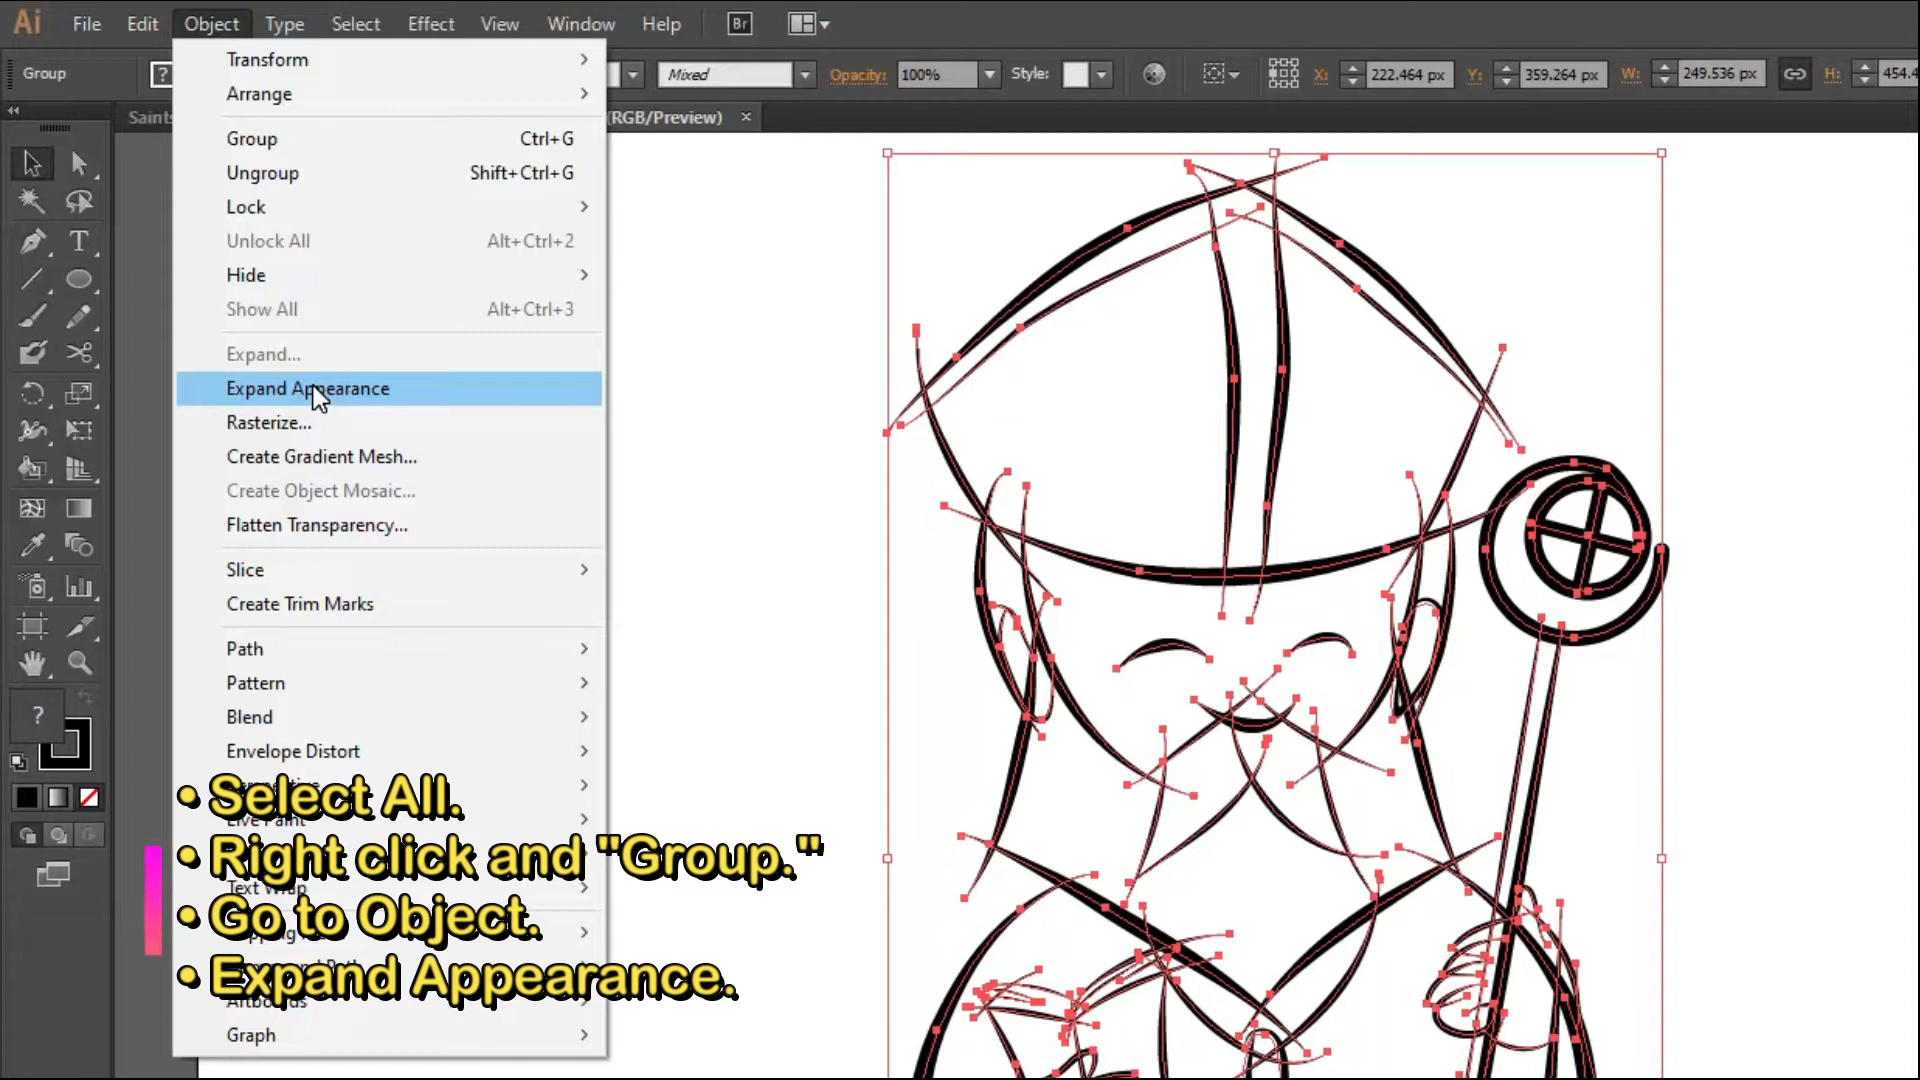 Ai File Edit Object Type Select Effect View Window Help Br
Group ? Mixed Opacity: 100% Style: X: 222.464 px Y: 359.264 px W: 249.536 px H: 454.4
Saints (RGB/Preview) ×
Transform
Arrange
Group Ctrl+G
Ungroup Shift+Ctrl+G
Lock
Unlock All Alt+Ctrl+2
Hide
Show All Alt+Ctrl+3
Expand...
Expand Appearance
Rasterize...
Create Gradient Mesh...
Create Object Mosaic...
Flatten Transparency...
Slice
Create Trim Marks
Path
Pattern
Blend
Envelope Distort
Live Paint
Text Wrap
Artboards
Graph
• Select All.
• Right click and "Group."
• Go to Object.
• Expand Appearance.
T
?